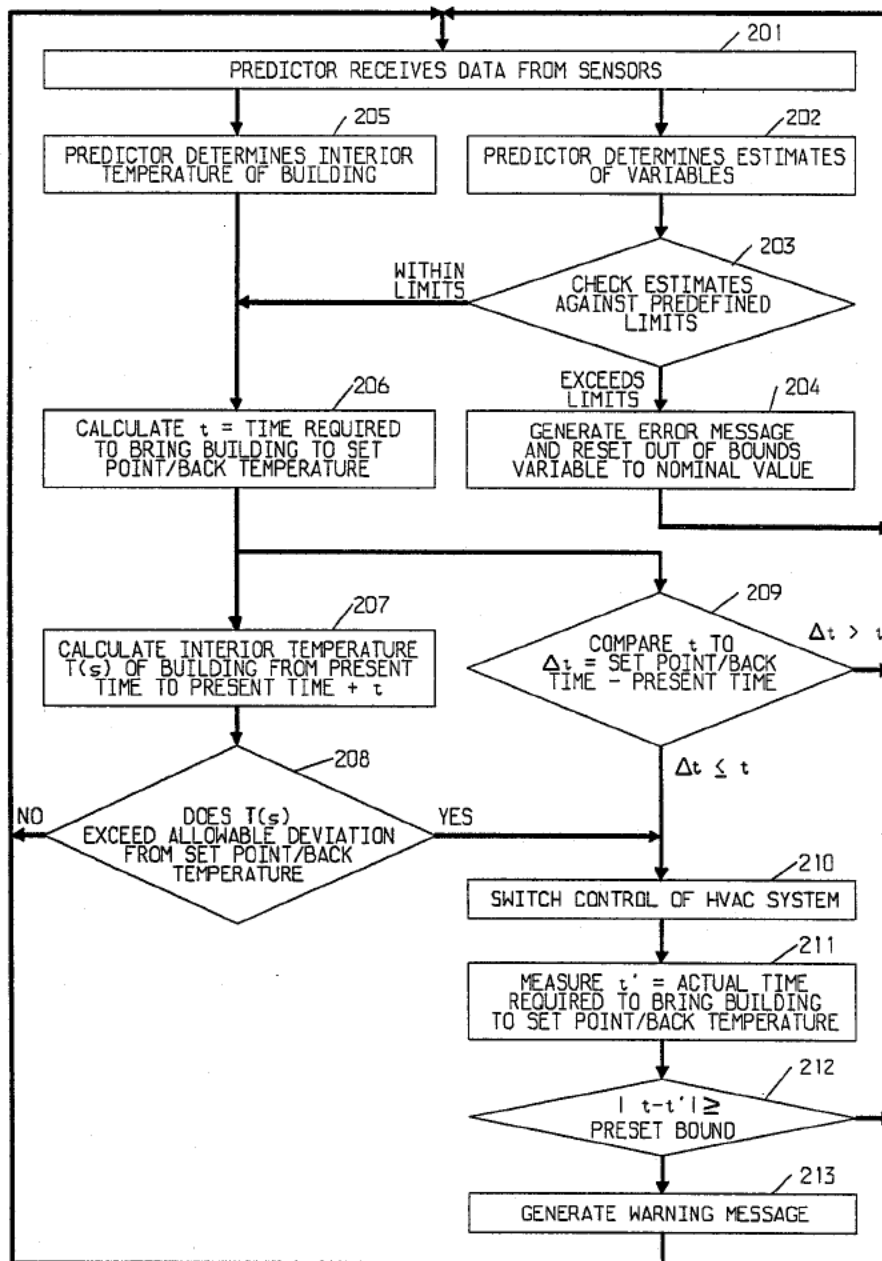 201
PREDICTOR RECEIVES DATA FROM SENSORS
205
PREDICTOR DETERMINES INTERIOR
TEMPERATURE OF BUILDING
202
PREDICTOR DETERMINES ESTIMATES
OF VARIABLES
203
CHECK ESTIMATES
AGAINST PREDEFINED
LIMITS
WITHIN
LIMITS
EXCEEDS
LIMITS
206
CALCULATE t = TIME REQUIRED
TO BRING BUILDING TO SET
POINT/BACK TEMPERATURE
204
GENERATE ERROR MESSAGE
AND RESET OUT OF BOUNDS
VARIABLE TO NOMINAL VALUE
207
CALCULATE INTERIOR TEMPERATURE
T(s) OF BUILDING FROM PRESENT
TIME TO PRESENT TIME + t
209
COMPARE t TO
Δt = SET POINT/BACK
TIME - PRESENT TIME
Δt > t
Δt ≤ t
208
DOES T(s)
EXCEED ALLOWABLE DEVIATION
FROM SET POINT/BACK
TEMPERATURE
NO
YES
210
SWITCH CONTROL OF HVAC SYSTEM
211
MEASURE t' = ACTUAL TIME
REQUIRED TO BRING BUILDING
TO SET POINT/BACK TEMPERATURE
212
| t-t' | ≥
PRESET BOUND
213
GENERATE WARNING MESSAGE